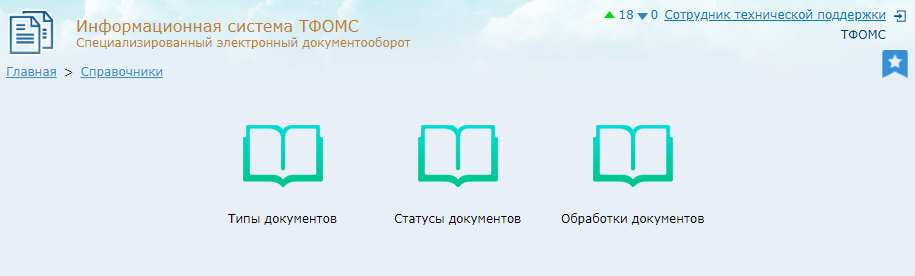 Информационная система ТФОМС
Специализированный электронный документооборот
18 0 Сотрудник технической поддержки
ТФОМС
Главная > Справочники
Типы документов
Статусы документов
Обработки документов